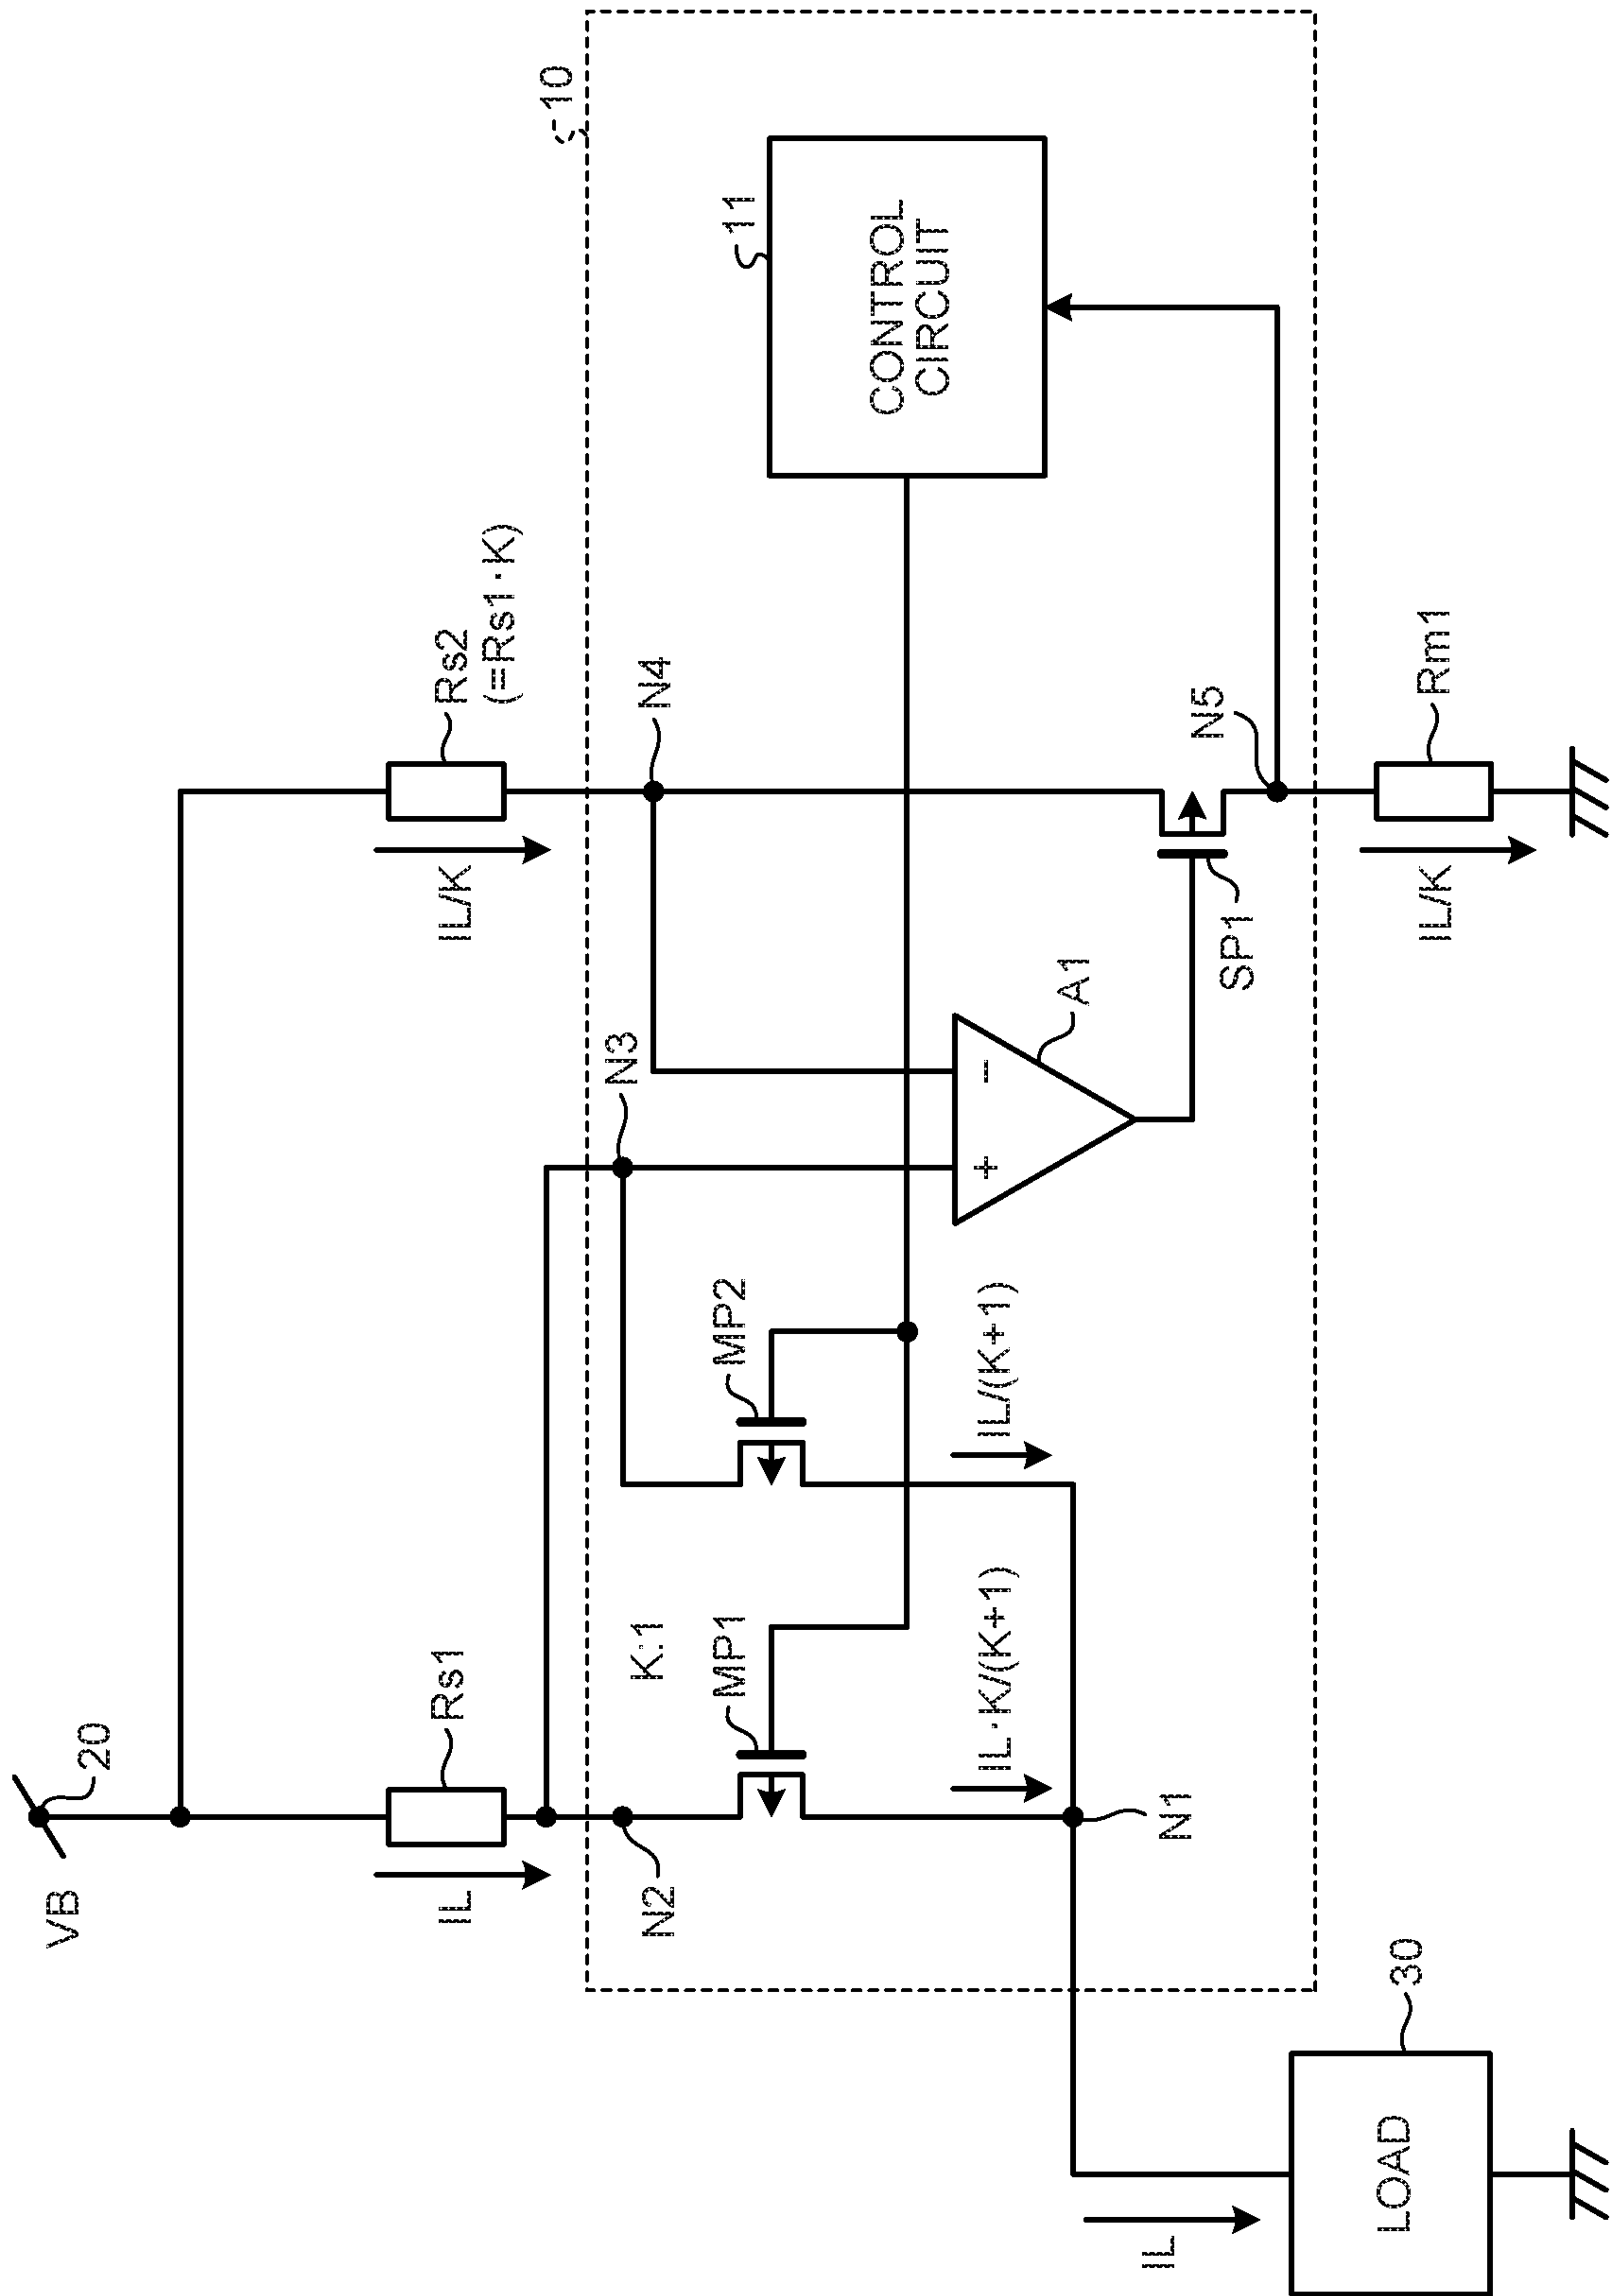 VB
20
Rs1
IL
Rs2
(=Rs1·K)
IL/K
10
N2
N3
N4
K:1
MP1
MP2
11
CONTROL
CIRCUIT
IL·K/(K+1)
IL/(K+1)
+
−
A1
SP1
N5
N1
IL
30
LOAD
Rm1
IL/K